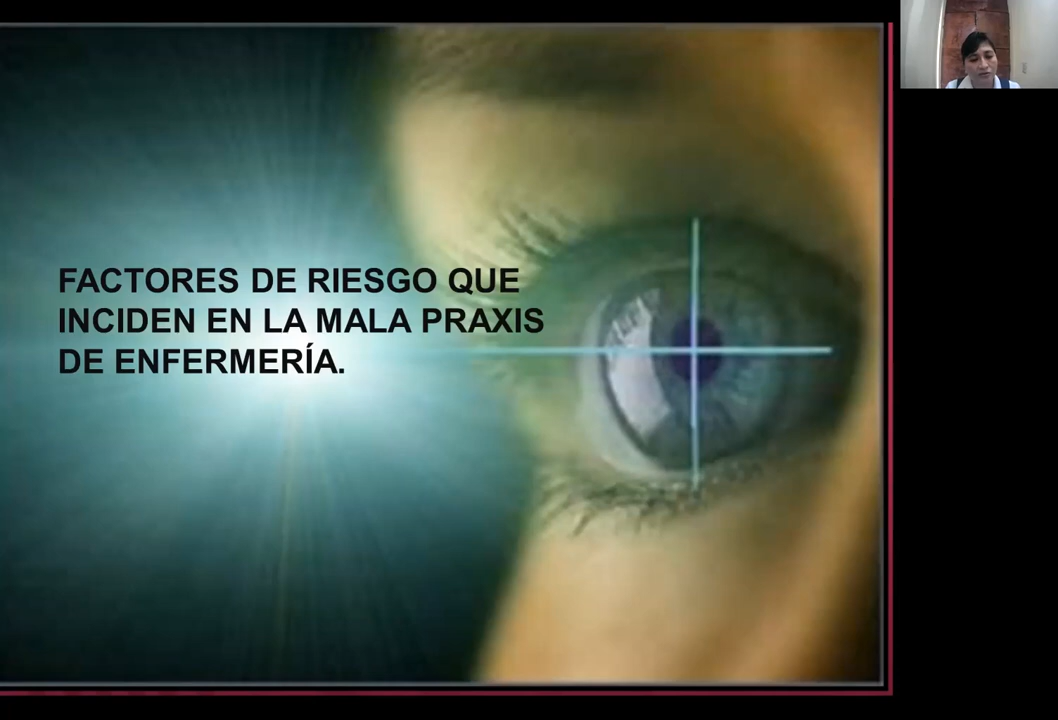 FACTORES DE RIESGO QUE
INCIDEN EN LA MALA PRAXIS
DE ENFERMERÍA.